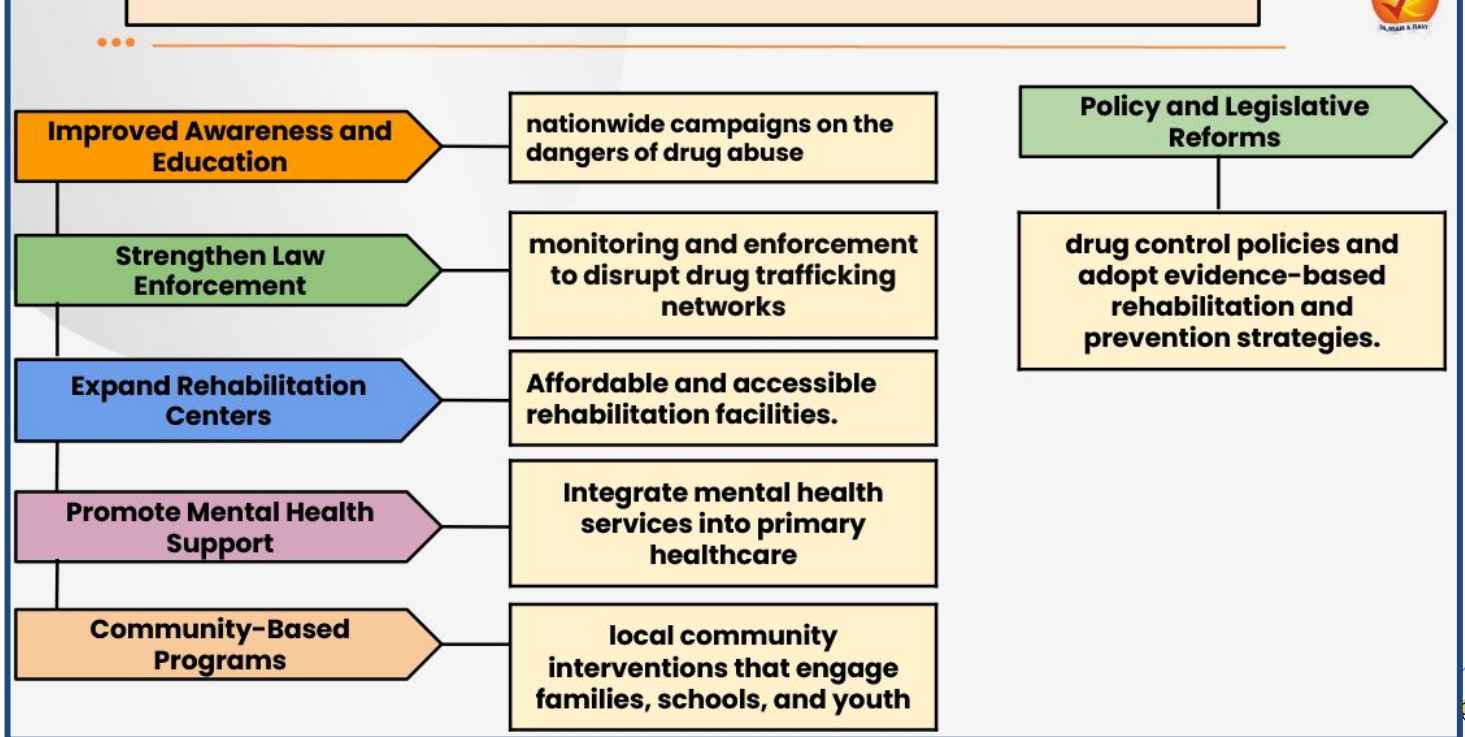 Improved Awareness and
Education
nationwide campaigns on the
dangers of drug abuse
Strengthen Law
Enforcement
monitoring and enforcement
to disrupt drug trafficking
networks
Expand Rehabilitation
Centers
Affordable and accessible
rehabilitation facilities.
Promote Mental Health
Support
Integrate mental health
services into primary
healthcare
Community-Based
Programs
local community
interventions that engage
families, schools, and youth
Policy and Legislative
Reforms
drug control policies and
adopt evidence-based
rehabilitation and
prevention strategies.